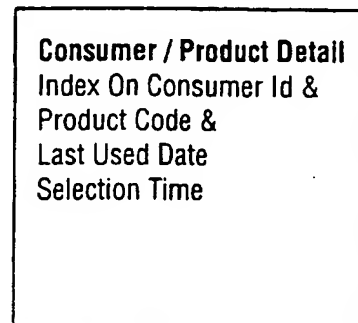 Consumer / Product Detail
Index On Consumer Id &
Product Code &
Last Used Date
Selection Time